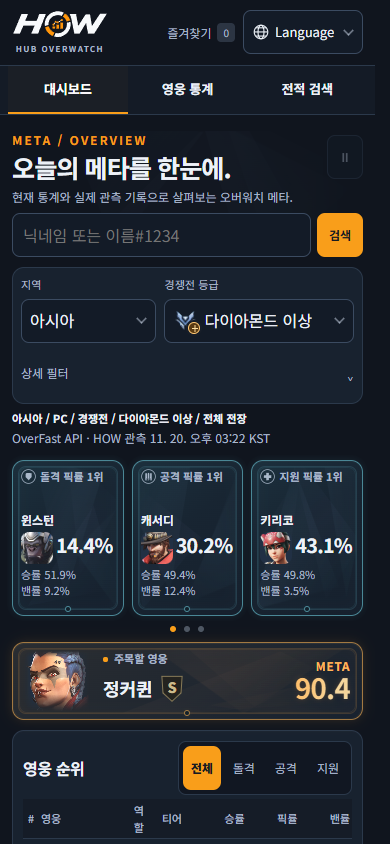 HOW
HUB OVERWATCH
즐겨찾기 0
Language
대시보드 영웅 통계 전적 검색
META / OVERVIEW
오늘의 메타를 한눈에.
현재 통계와 실제 관측 기록으로 살펴보는 오버워치 메타.
닉네임 또는 이름#1234 검색
지역 경쟁전 등급
아시아 다이아몬드 이상
상세 필터
아시아 / PC / 경쟁전 / 다이아몬드 이상 / 전체 전장
OverFast API · HOW 관측 11. 20. 오후 03:22 KST
돌격 픽률 1위
윈스턴
14.4%
승률 51.9%
밴률 9.2%
공격 픽률 1위
캐서디
30.2%
승률 49.4%
밴률 12.4%
지원 픽률 1위
키리코
43.1%
승률 49.8%
밴률 3.5%
주목할 영웅
정커퀸 S
META
90.4
영웅 순위
전체 돌격 공격 지원
# 영웅 역할 티어 승률 픽률 밴률